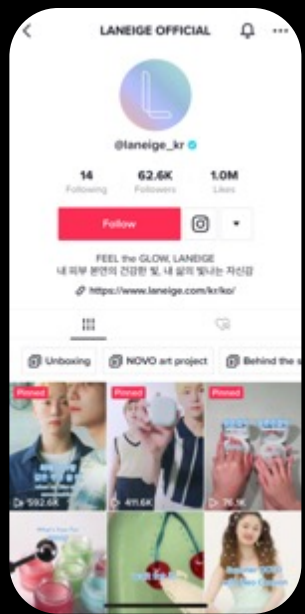 LANEIGE OFFICIAL
@laneige_kr
14 62.6K 1.0M
Following Followers Likes
Follow
FEEL the GLOW, LANEIGE
내 피부 본연의 건강한 빛, 내 삶의 빛나는 자신감
https://www.laneige.com/kr/ko/
Unboxing NOVO art project Behind the s
Pinned Pinned Pinned
592.6K 411.6K 76.1K